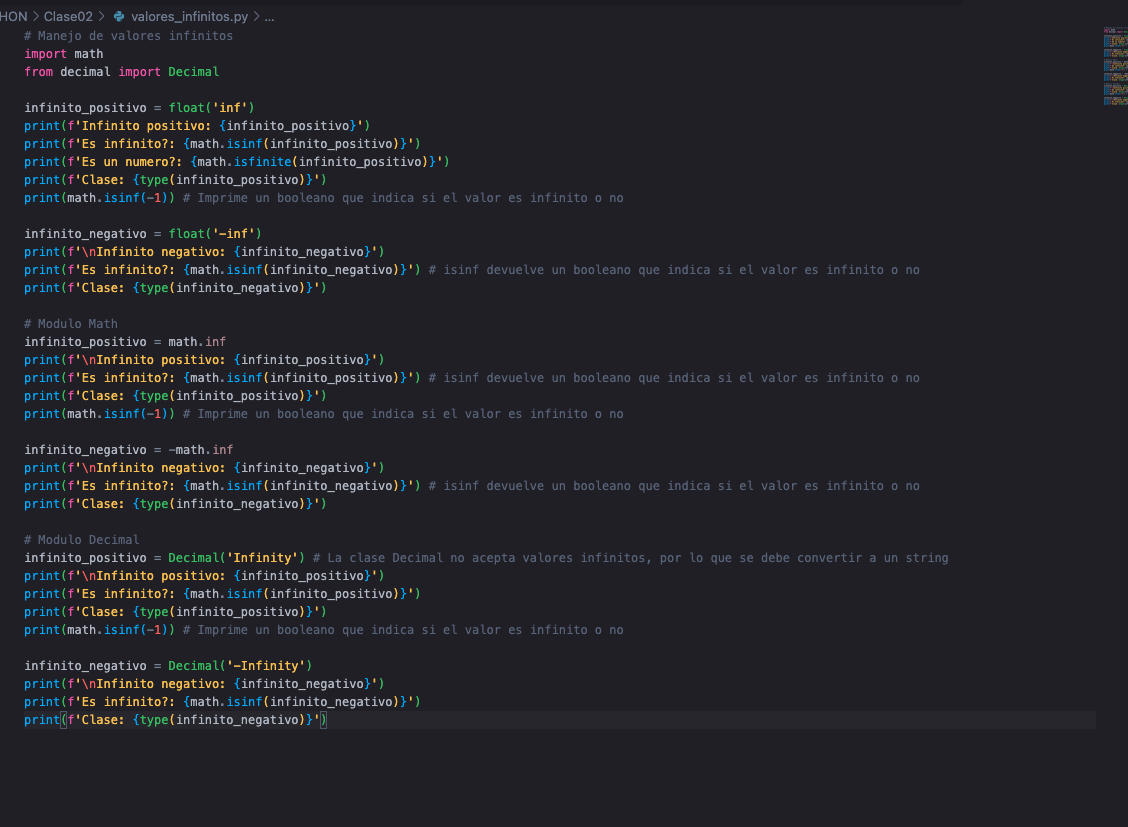 HON > Clase02 > valores_infinitos.py > ...
# Manejo de valores infinitos
import math
from decimal import Decimal
infinito_positivo = float('inf')
print(f'Infinito positivo: {infinito_positivo}')
print(f'Es infinito?: {math.isinf(infinito_positivo)}')
print(f'Es un numero?: {math.isfinite(infinito_positivo)}')
print(f'Clase: {type(infinito_positivo)}')
print(math.isinf(-1)) # Imprime un booleano que indica si el valor es infinito o no
infinito_negativo = float('-inf')
print(f'\nInfinito negativo: {infinito_negativo}')
print(f'Es infinito?: {math.isinf(infinito_negativo)}') # isinf devuelve un booleano que indica si el valor es infinito o no
print(f'Clase: {type(infinito_negativo)}')
# Modulo Math
infinito_positivo = math.inf
print(f'\nInfinito positivo: {infinito_positivo}')
print(f'Es infinito?: {math.isinf(infinito_positivo)}') # isinf devuelve un booleano que indica si el valor es infinito o no
print(f'Clase: {type(infinito_positivo)}')
print(math.isinf(-1)) # Imprime un booleano que indica si el valor es infinito o no
infinito_negativo = -math.inf
print(f'\nInfinito negativo: {infinito_negativo}')
print(f'Es infinito?: {math.isinf(infinito_negativo)}') # isinf devuelve un booleano que indica si el valor es infinito o no
print(f'Clase: {type(infinito_negativo)}')
# Modulo Decimal
infinito_positivo = Decimal('Infinity') # La clase Decimal no acepta valores infinitos, por lo que se debe convertir a un string
print(f'\nInfinito positivo: {infinito_positivo}')
print(f'Es infinito?: {math.isinf(infinito_positivo)}')
print(f'Clase: {type(infinito_positivo)}')
print(math.isinf(-1)) # Imprime un booleano que indica si el valor es infinito o no
infinito_negativo = Decimal('-Infinity')
print(f'\nInfinito negativo: {infinito_negativo}')
print(f'Es infinito?: {math.isinf(infinito_negativo)}')
print(f'Clase: {type(infinito_negativo)}')